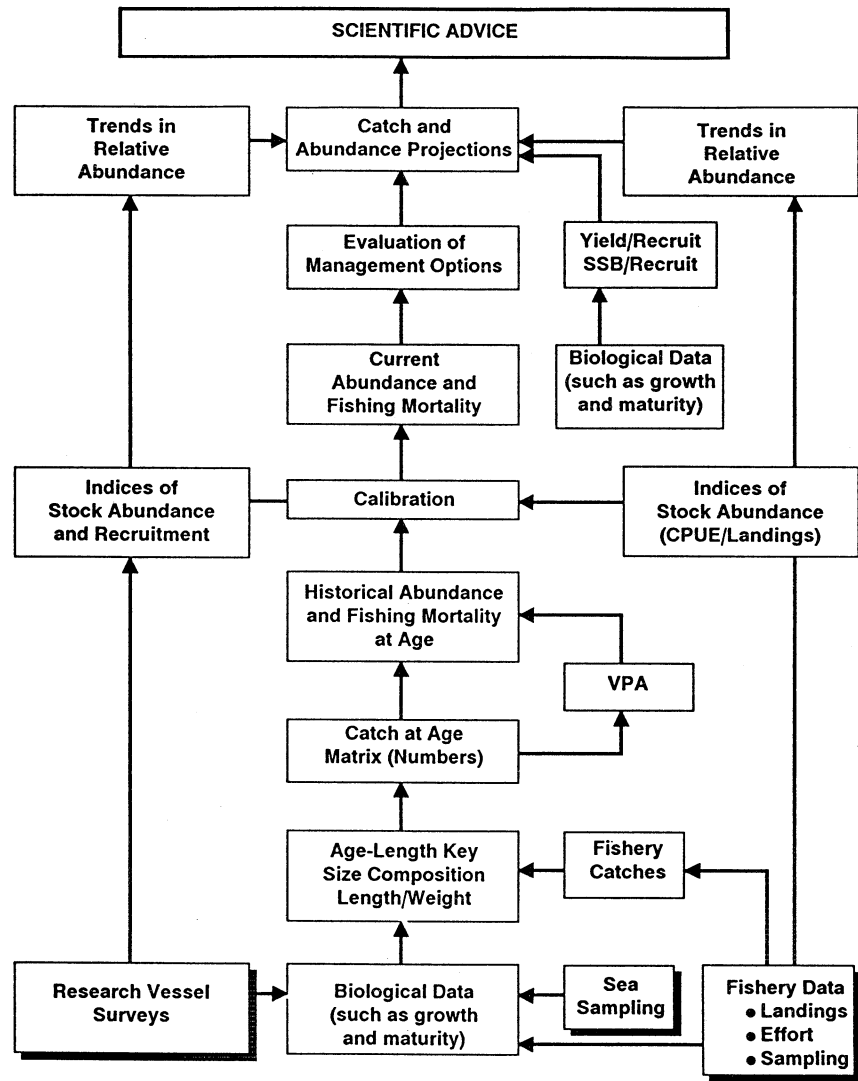 SCIENTIFIC ADVICE
Trends in
Relative
Abundance
Catch and
Abundance Projections
Trends in
Relative
Abundance
Evaluation of
Management Options
Yield/Recruit
SSB/Recruit
Current
Abundance and
Fishing Mortality
Biological Data
(such as growth
and maturity)
Indices of
Stock Abundance
and Recruitment
Calibration
Indices of
Stock Abundance
(CPUE/Landings)
Historical Abundance
and Fishing Mortality
at Age
VPA
Catch at Age
Matrix (Numbers)
Age-Length Key
Size Composition
Length/Weight
Fishery
Catches
Research Vessel
Surveys
Biological Data
(such as growth
and maturity)
Sea
Sampling
Fishery Data
● Landings
● Effort
● Sampling